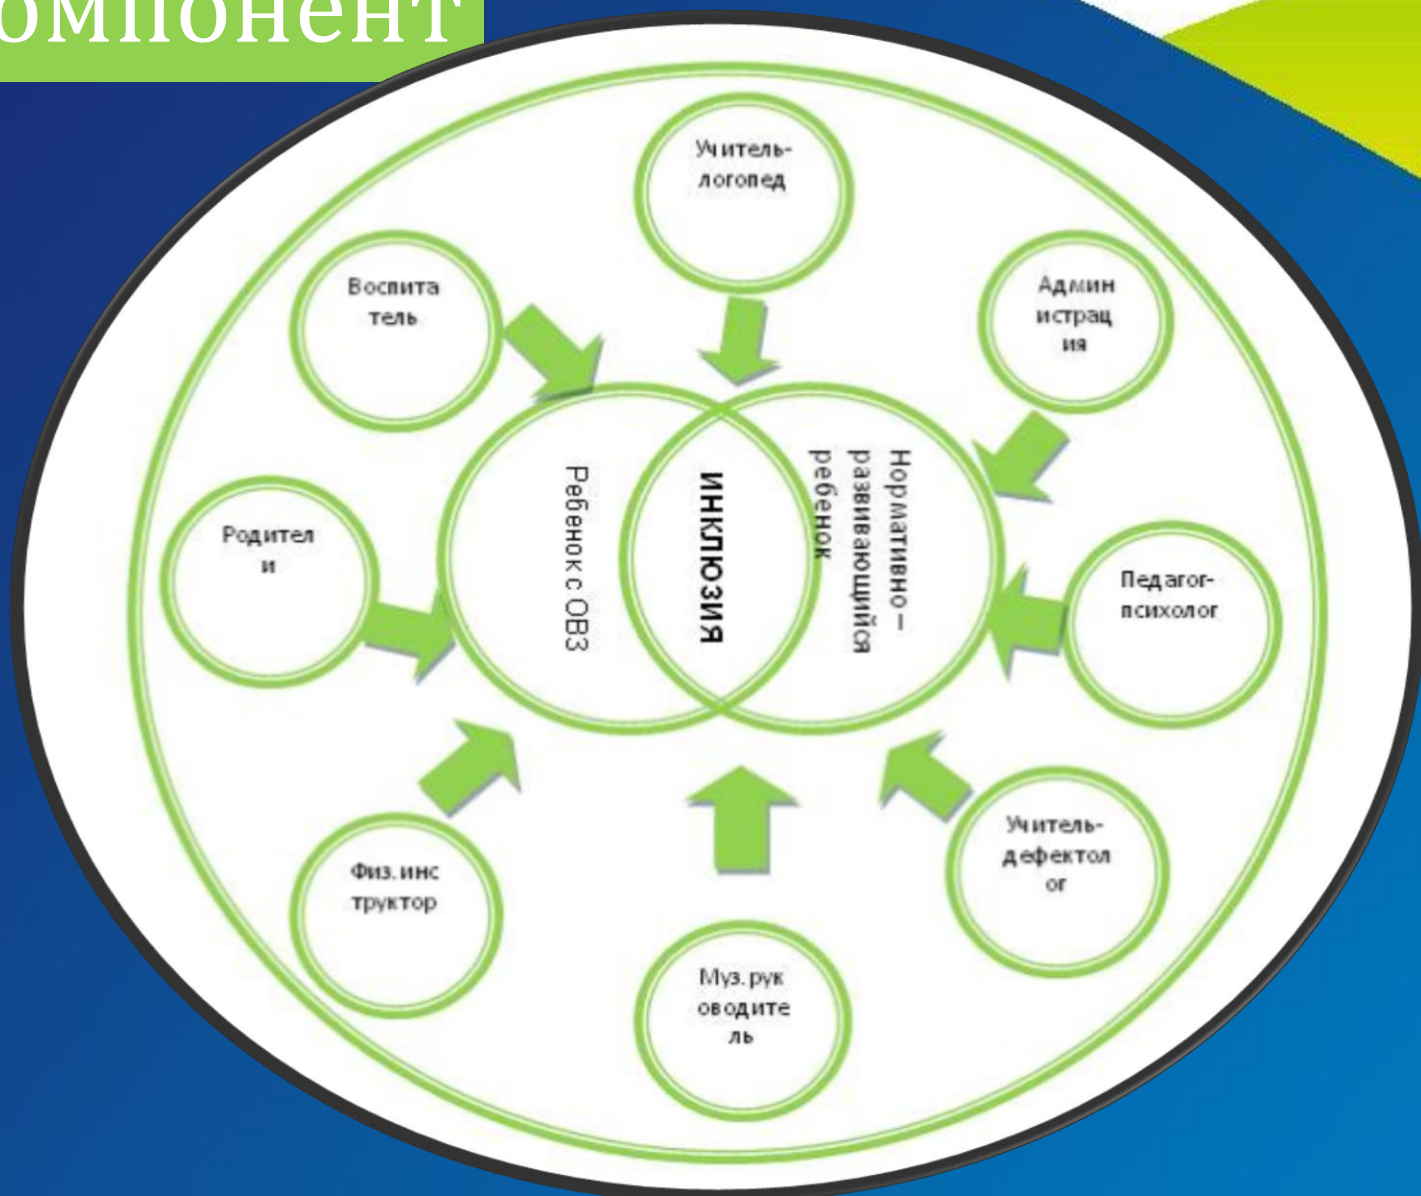 омпонент
Учитель-
логопед
Воспита
тель
Админ
истрац
ия
Родител
и
Ребенок с ОВЗ
ИНКЛЮЗИЯ
Нормативно –
развивающийся
ребенок
Педагог-
психолог
Физ.инс
труктор
Учитель-
дефектол
ог
Муз.рук
оводите
ль